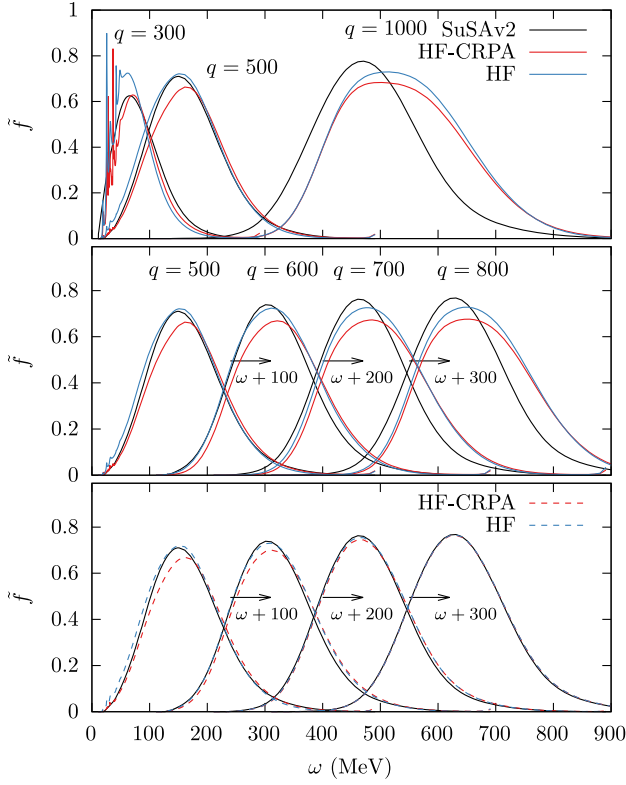 1
0.8
0.6
0.4
0.2
0
f̃
q = 300
q = 500
q = 1000
SuSAv2
HF-CRPA
HF
0.8
0.6
0.4
0.2
0
f̃
q = 500
q = 600
q = 700
q = 800
ω + 100
ω + 200
ω + 300
0.8
0.6
0.4
0.2
0
f̃
HF-CRPA
HF
ω + 100
ω + 200
ω + 300
0 100 200 300 400 500 600 700 800 900
ω (MeV)